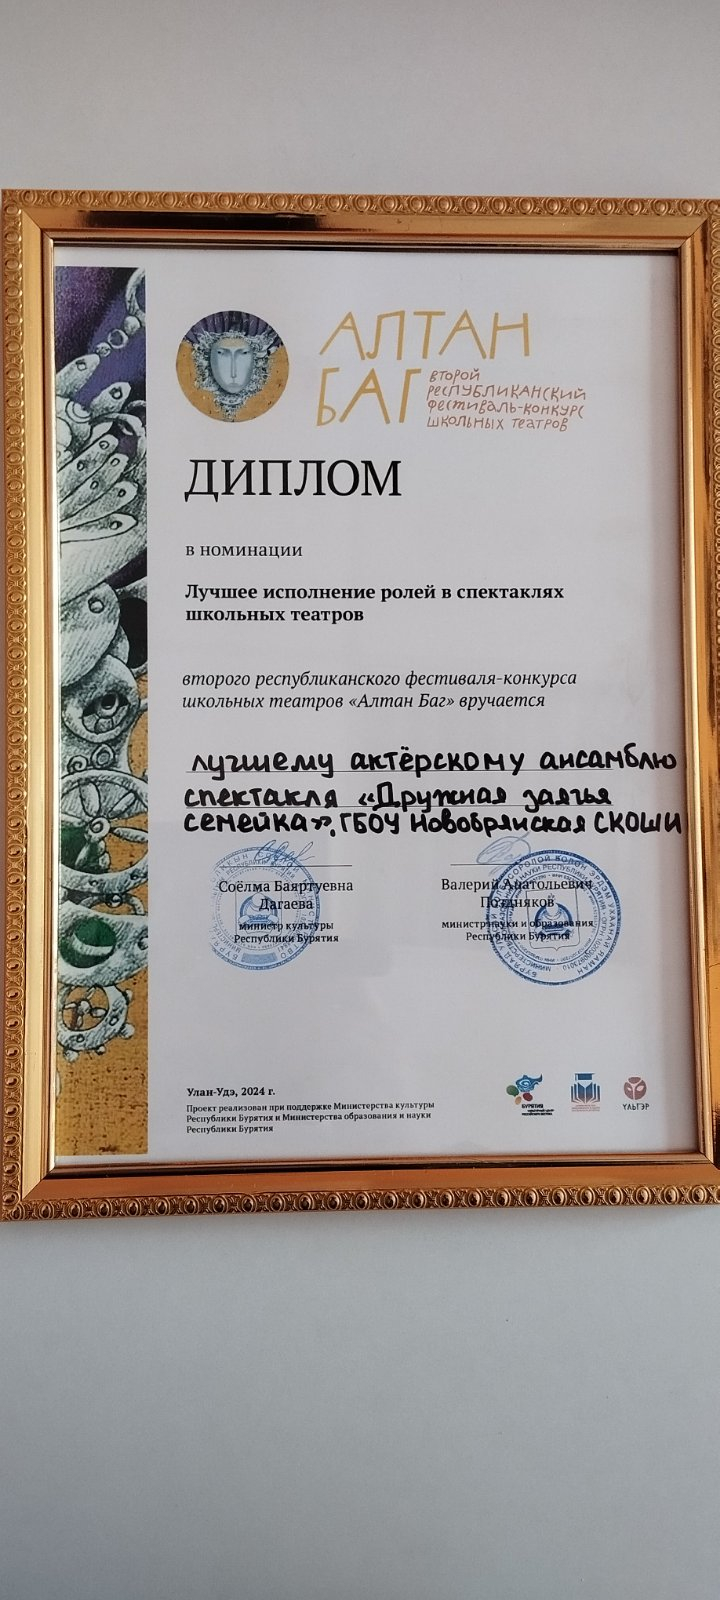 АЛТАН
БАГ
ВТОРОЙ
РЕСПУБЛИКАНСКИЙ
ФЕСТИВАЛЬ-КОНКУРС
ШКОЛЬНЫХ ТЕАТРОВ
ДИПЛОМ
в номинации
Лучшее исполнение ролей в спектаклях
школьных театров
второго республиканского фестиваля-конкурса
школьных театров «Алтан Баг» вручается
лучшему актёрскому ансамблю
спектакля «Дружная заячья
семейка», ГБОУ Новобрянская СКОШИ
Соёлма Баяртуевна
Дагаева
министр культуры
Республики Бурятия
Валерий Анатольевич
Поздняков
министр науки и образования
Республики Бурятия
Улан-Удэ, 2024 г.
Проект реализован при поддержке Министерства культуры
Республики Бурятия и Министерства образования и науки
Республики Бурятия
БУРЯТИЯ
ҮЛЬГЭР